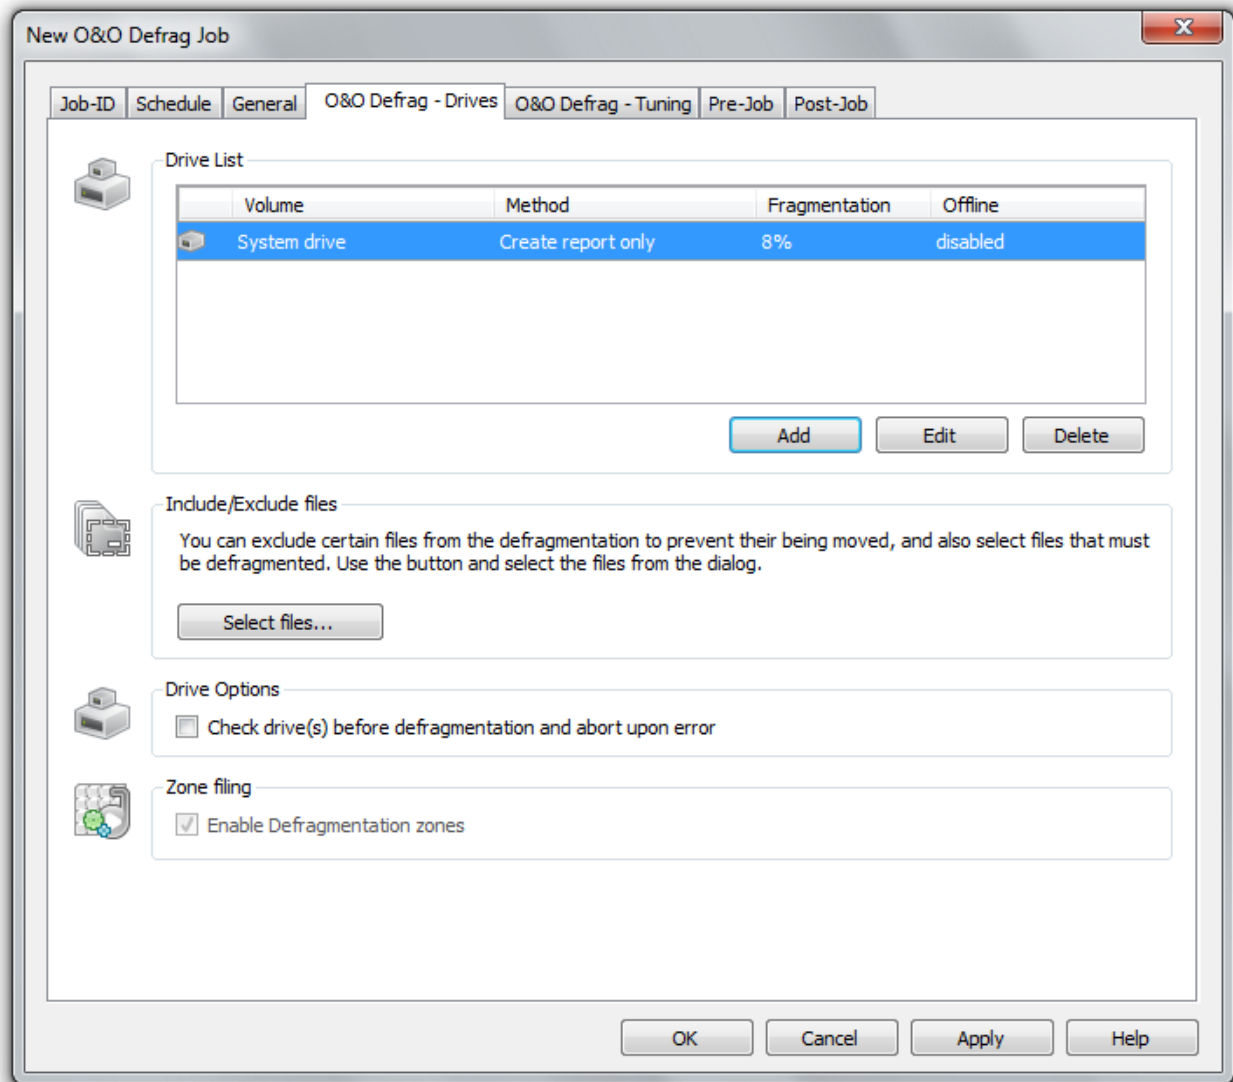 New O&O Defrag Job
X
Job-ID Schedule General O&O Defrag - Drives O&O Defrag - Tuning Pre-Job Post-Job
Drive List
Volume Method Fragmentation Offline
System drive Create report only 8% disabled
Add Edit Delete
Include/Exclude files
You can exclude certain files from the defragmentation to prevent their being moved, and also select files that must
be defragmented. Use the button and select the files from the dialog.
Select files...
Drive Options
Check drive(s) before defragmentation and abort upon error
Zone filing
Enable Defragmentation zones
OK Cancel Apply Help